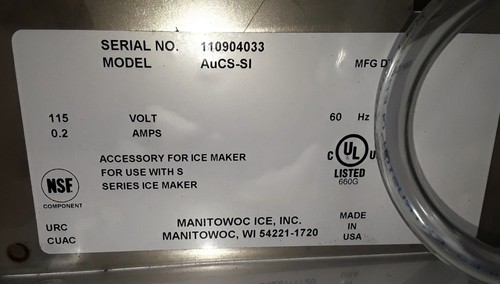 SERIAL NO. 110904033
MODEL AuCS-SI MFG D
115 VOLT 60 Hz
0.2 AMPS
C UL U
LISTED
660G
ACCESSORY FOR ICE MAKER
FOR USE WITH S
SERIES ICE MAKER
NSF
COMPONENT
URC
CUAC
MANITOWOC ICE, INC.
MANITOWOC, WI 54221-1720
MADE
IN
USA